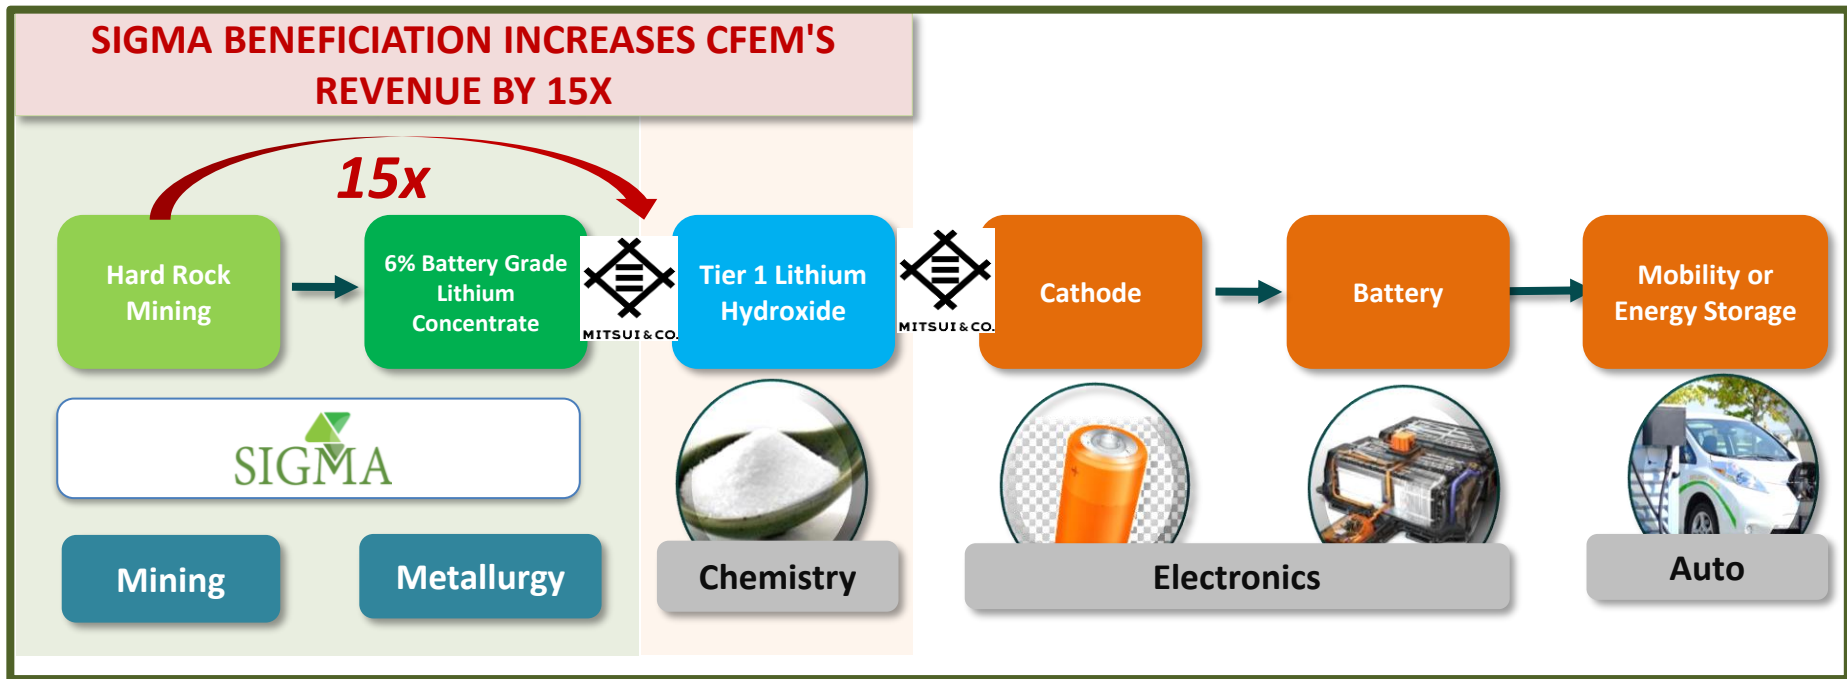 SIGMA BENEFICIATION INCREASES CFEM'S
REVENUE BY 15X
15x
Hard Rock
Mining
6% Battery Grade
Lithium
Concentrate
MITSUI & CO.
Tier 1 Lithium
Hydroxide
MITSUI & CO.
Cathode
Battery
Mobility or
Energy Storage
SIGMA
Mining
Metallurgy
Chemistry
Electronics
Auto